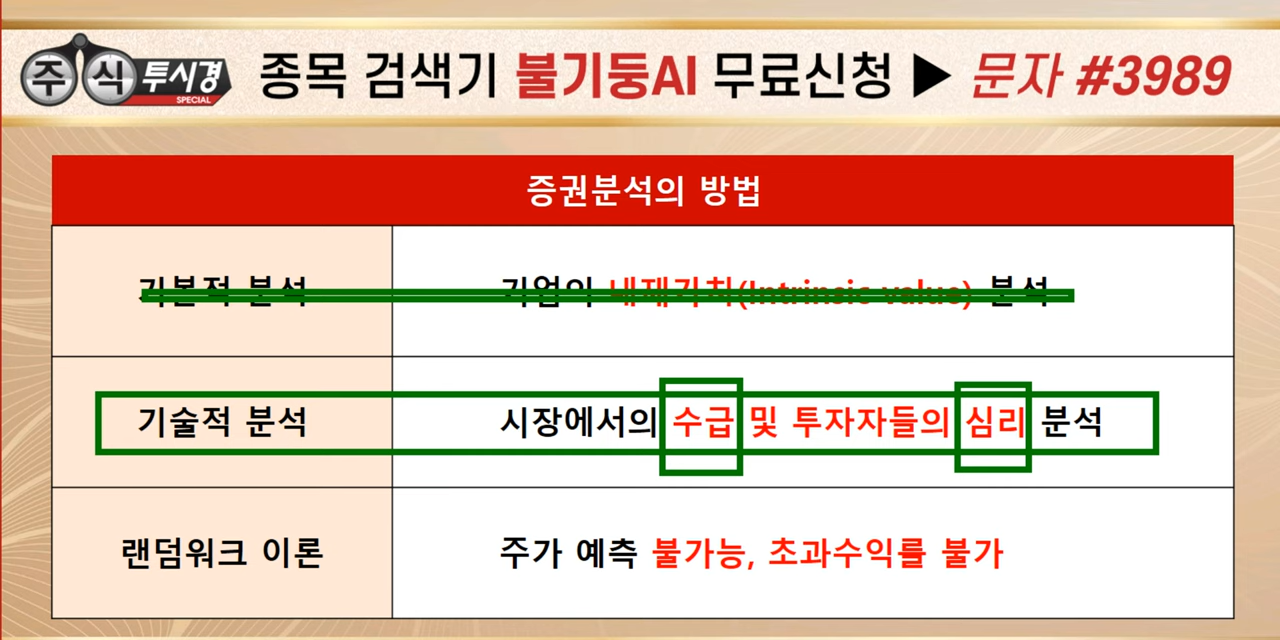 주식 투시경 SPECIAL
종목 검색기 불기둥AI 무료신청 ▶ 문자 #3989
증권분석의 방법
기본적 분석 기업의 내재가치(Intrinsic value) 분석
기술적 분석 시장에서의 수급 및 투자자들의 심리 분석
랜덤워크 이론 주가 예측 불가능, 초과수익률 불가